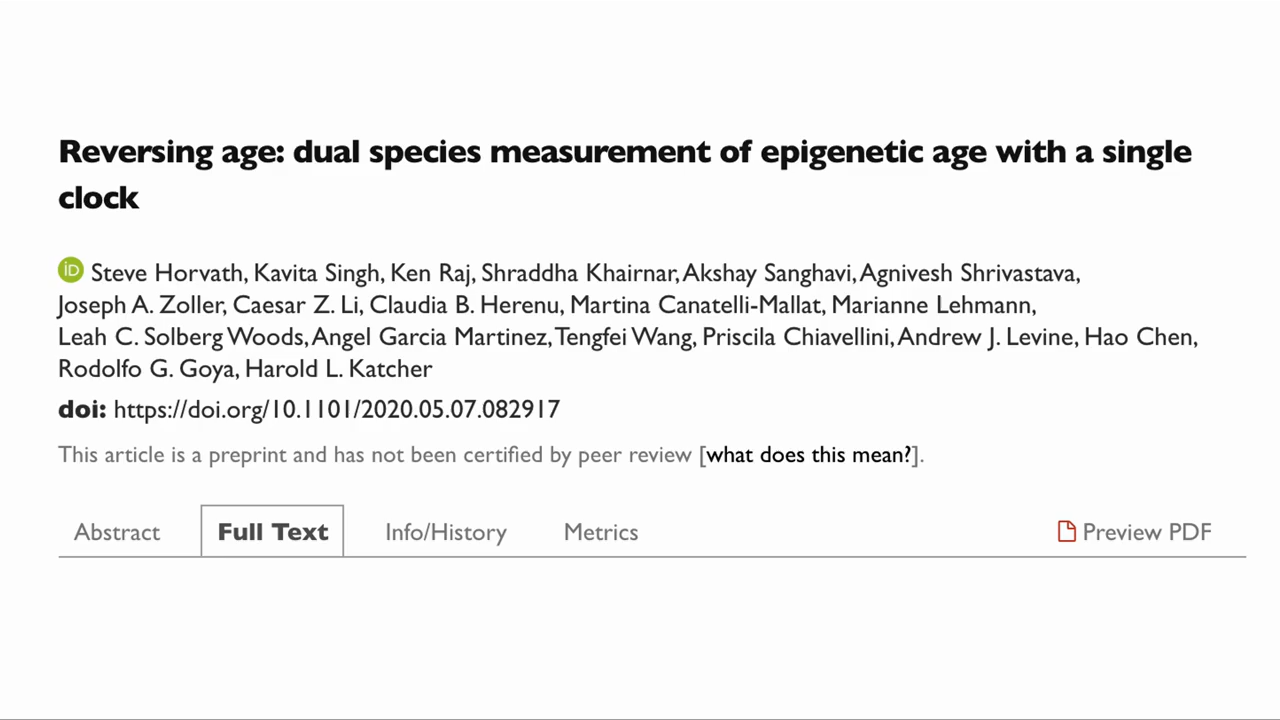 Reversing age: dual species measurement of epigenetic age with a single
clock
iD Steve Horvath, Kavita Singh, Ken Raj, Shraddha Khairnar, Akshay Sanghavi, Agnivesh Shrivastava,
Joseph A. Zoller, Caesar Z. Li, Claudia B. Herenu, Martina Canatelli-Mallat, Marianne Lehmann,
Leah C. Solberg Woods, Angel Garcia Martinez, Tengfei Wang, Priscila Chiavellini, Andrew J. Levine, Hao Chen,
Rodolfo G. Goya, Harold L. Katcher
doi: https://doi.org/10.1101/2020.05.07.082917
This article is a preprint and has not been certified by peer review [what does this mean?].
Abstract Full Text Info/History Metrics Preview PDF